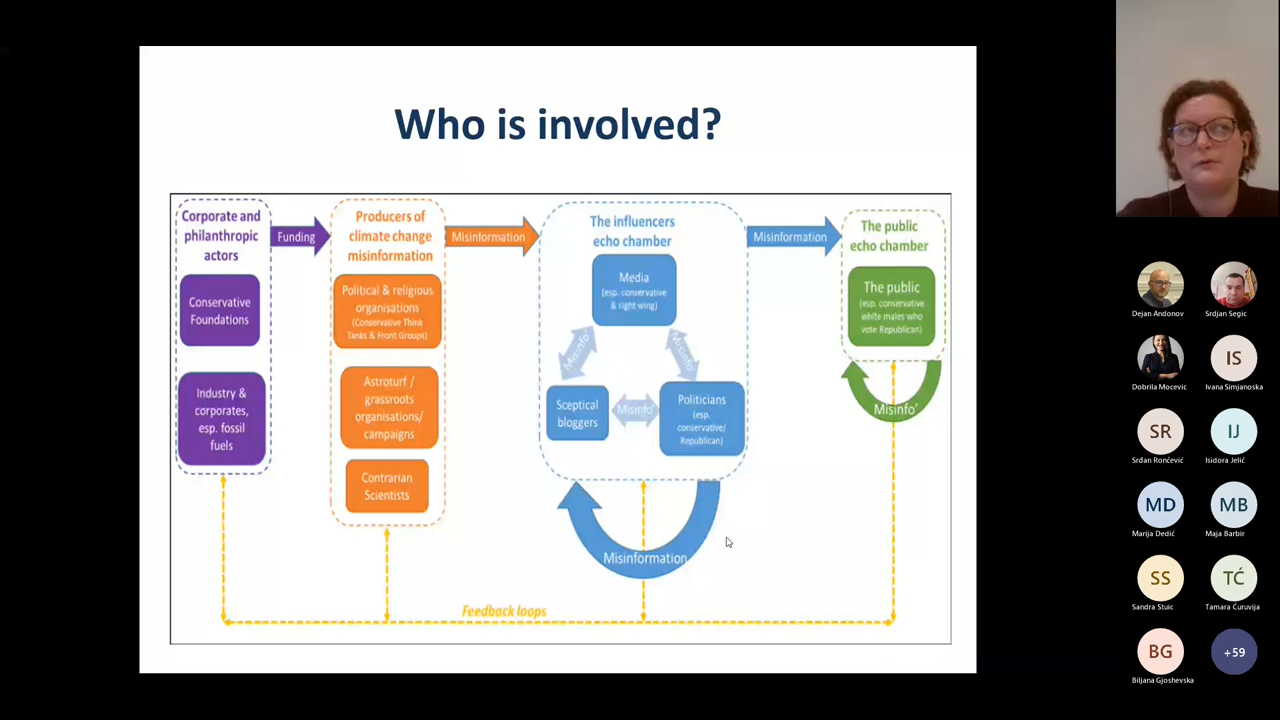 Who is involved?
Corporate and
philanthropic
actors
Conservative
Foundations
Industry &
corporates,
esp. fossil
fuels
Funding
Producers of
climate change
misinformation
Political & religious
organisations
(Conservative Think
Tanks & Front Groups)
Astroturf /
grassroots
organisations/
campaigns
Contrarian
Scientists
Misinformation
The influencers
echo chamber
Media
(esp. conservative
& right wing)
Misinfo'
Misinfo'
Sceptical
bloggers
Misinfo'
Politicians
(esp.
conservative/
Republican)
Misinformation
Misinformation
The public
echo chamber
The public
(esp. conservative
white males who
vote Republican)
Misinfo'
Feedback loops
Dejan Andonov
Srdjan Segic
Dobrila Mocevic
IS
Ivana Simjanoska
SR
Srđan Rončević
IJ
Isidora Jelić
MD
Marija Dedić
MB
Maja Barbir
SS
Sandra Stuic
TĆ
Tamara Ćuruvija
BG
Biljana Gjoshevska
+59